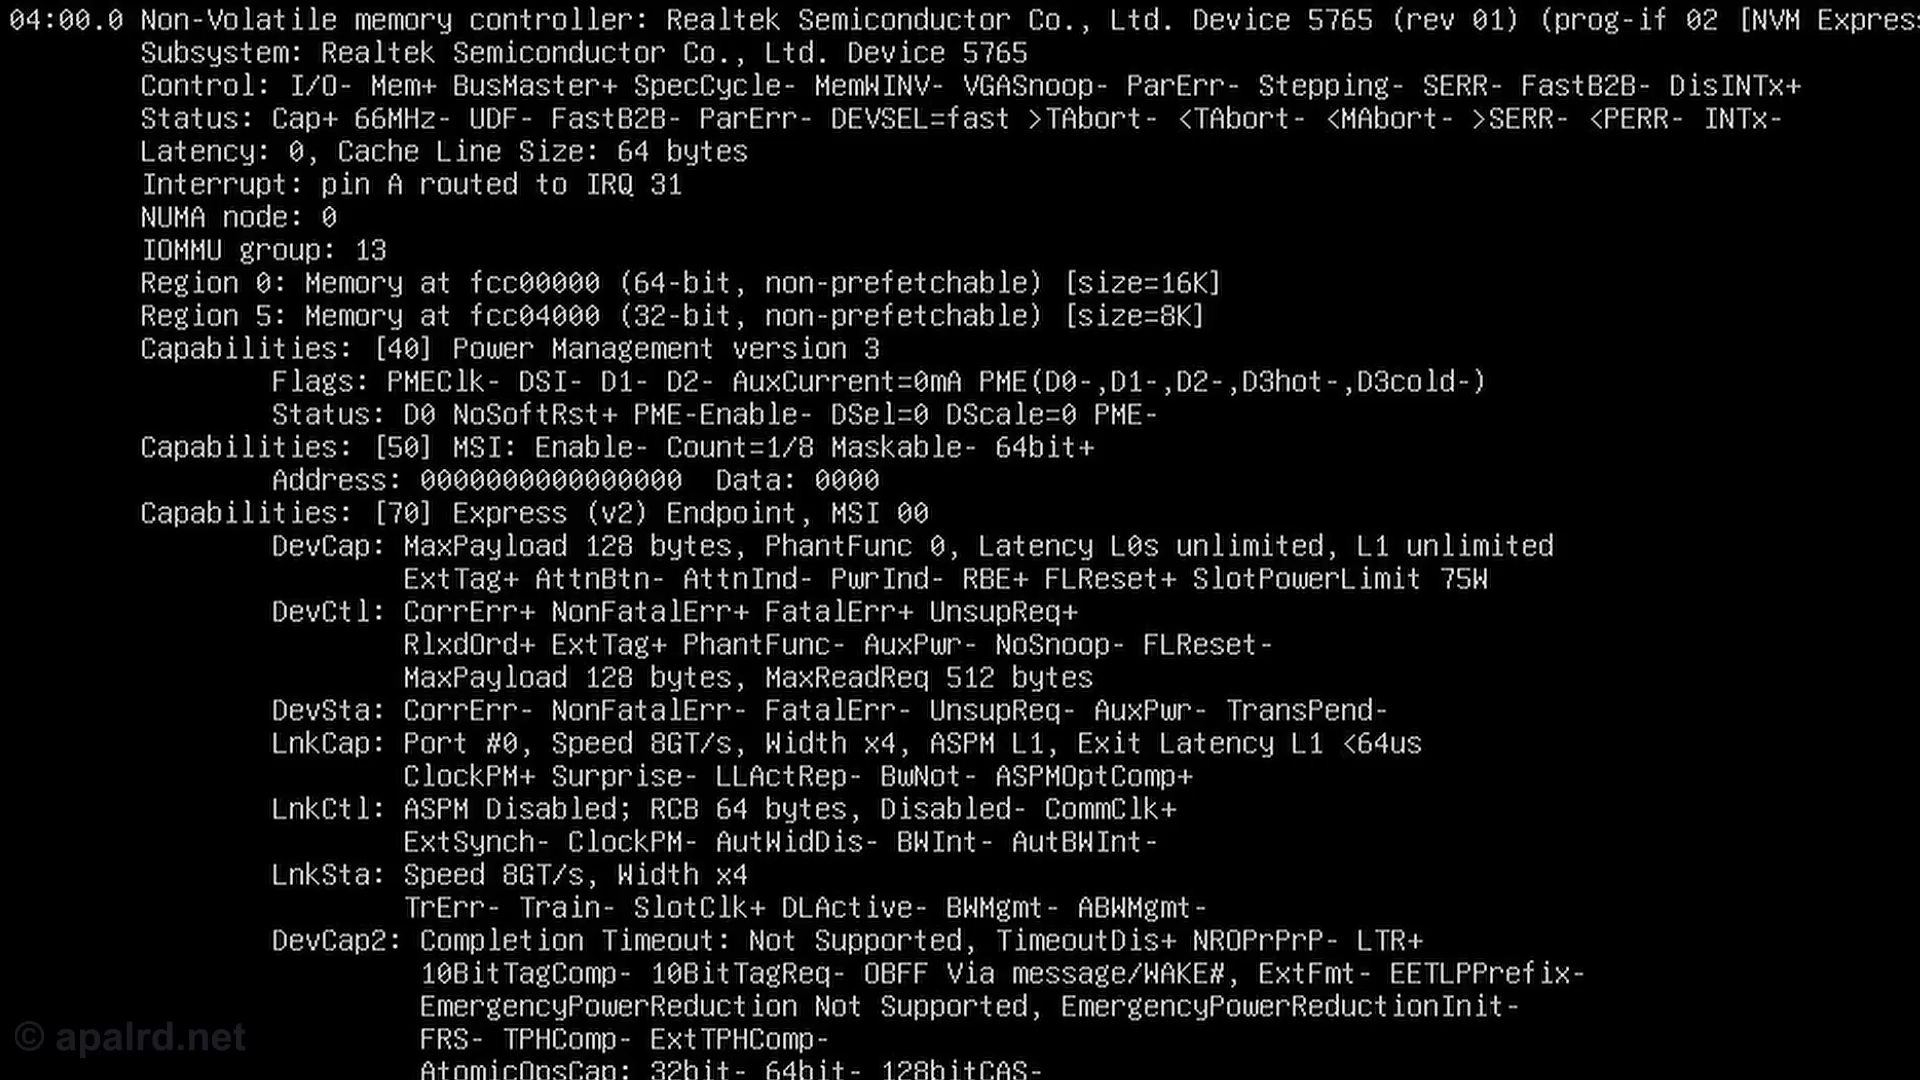 04:00.0 Non-Volatile memory controller: Realtek Semiconductor Co., Ltd. Device 5765 (rev 01) (prog-if 02 [NVM Express
Subsystem: Realtek Semiconductor Co., Ltd. Device 5765
Control: I/O- Mem+ BusMaster+ SpecCycle- MemWINV- VGASnoop- ParErr- Stepping- SERR- FastB2B- DisINTx+
Status: Cap+ 66MHz- UDF- FastB2B- ParErr- DEVSEL=fast >TAbort- <TAbort- <MAbort- >SERR- <PERR- INTx-
Latency: 0, Cache Line Size: 64 bytes
Interrupt: pin A routed to IRQ 31
NUMA node: 0
IOMMU group: 13
Region 0: Memory at fcc00000 (64-bit, non-prefetchable) [size=16K]
Region 5: Memory at fcc04000 (32-bit, non-prefetchable) [size=8K]
Capabilities: [40] Power Management version 3
Flags: PMEClk- DSI- D1- D2- AuxCurrent=0mA PME(D0-,D1-,D2-,D3hot-,D3cold-)
Status: D0 NoSoftRst+ PME-Enable- DSel=0 DScale=0 PME-
Capabilities: [50] MSI: Enable- Count=1/8 Maskable- 64bit+
Address: 0000000000000000  Data: 0000
Capabilities: [70] Express (v2) Endpoint, MSI 00
DevCap: MaxPayload 128 bytes, PhantFunc 0, Latency L0s unlimited, L1 unlimited
ExtTag+ AttnBtn- AttnInd- PwrInd- RBE+ FLReset+ SlotPowerLimit 75W
DevCtl: CorrErr+ NonFatalErr+ FatalErr+ UnsupReq+
RlxdOrd+ ExtTag+ PhantFunc- AuxPwr- NoSnoop- FLReset-
MaxPayload 128 bytes, MaxReadReq 512 bytes
DevSta: CorrErr- NonFatalErr- FatalErr- UnsupReq- AuxPwr- TransPend-
LnkCap: Port #0, Speed 8GT/s, Width x4, ASPM L1, Exit Latency L1 <64us
ClockPM+ Surprise- LLActRep- BwNot- ASPMOptComp+
LnkCtl: ASPM Disabled; RCB 64 bytes, Disabled- CommClk+
ExtSynch- ClockPM- AutWidDis- BWInt- AutBWInt-
LnkSta: Speed 8GT/s, Width x4
TrErr- Train- SlotClk+ DLActive- BWMgmt- ABWMgmt-
DevCap2: Completion Timeout: Not Supported, TimeoutDis+ NROPrPrP- LTR+
10BitTagComp- 10BitTagReq- OBFF Via message/WAKE#, ExtFmt- EETLPPrefix-
EmergencyPowerReduction Not Supported, EmergencyPowerReductionInit-
FRS- TPHComp- ExtTPHComp-
AtomicOpsCap: 32bit- 64bit- 128bitCAS-
© apalrd.net